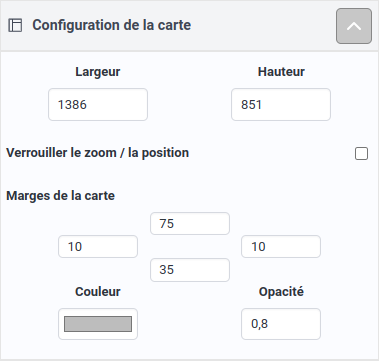 Configuration de la carte
Largeur Hauteur
1386 851
Verrouiller le zoom / la position
Marges de la carte
75
10 10
35
Couleur Opacité
0,8